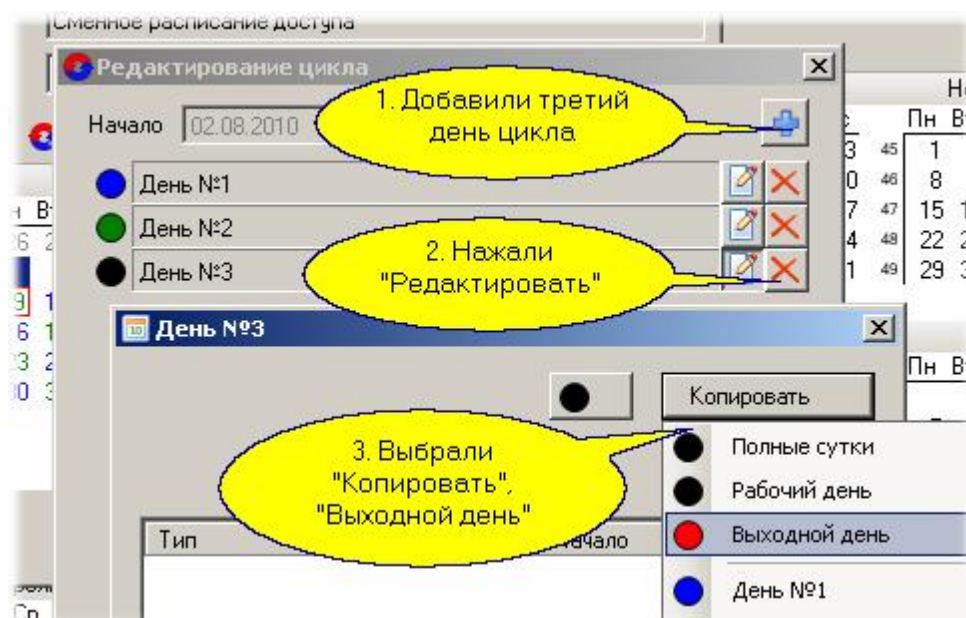 Сменное расписание доступа
Редактирование цикла
1. Добавили третий
день цикла
Начало 02.08.2010
День №1
День №2
День №3
2. Нажали
"Редактировать"
Пн
45 1
46 8
47 15
48 22
49 29
День №3
Копировать
3. Выбрали
"Копировать",
"Выходной день"
Полные сутки
Рабочий день
Выходной день
День №1
Тип
Пн
Ср